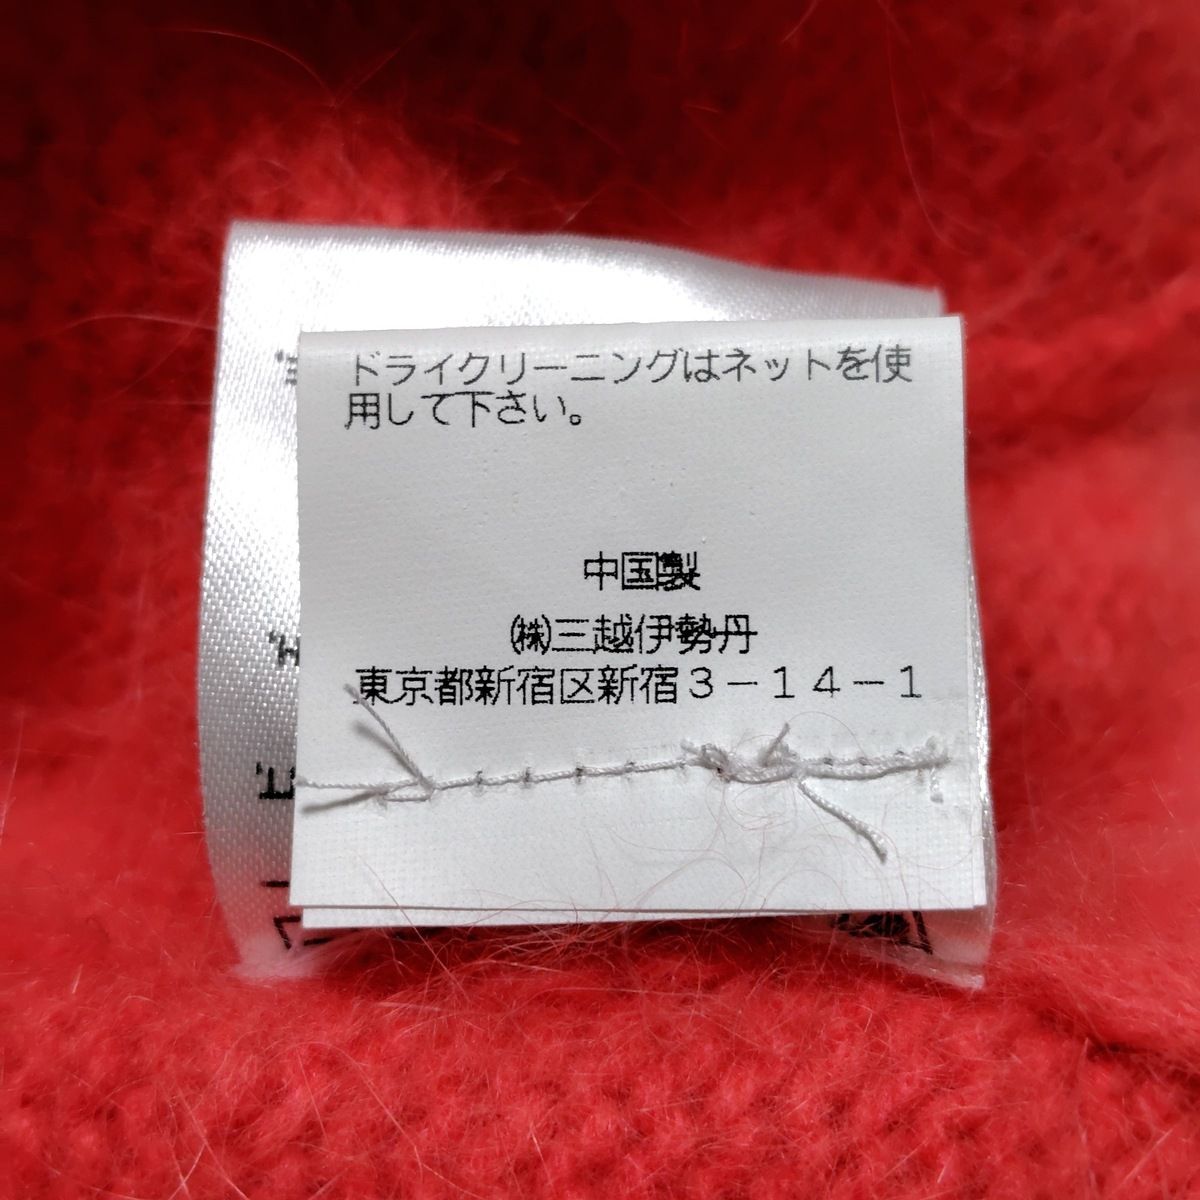 ドライクリーニングはネットを使
用して下さい。
中国製
㈱三越伊勢丹
東京都新宿区新宿３－１４－１